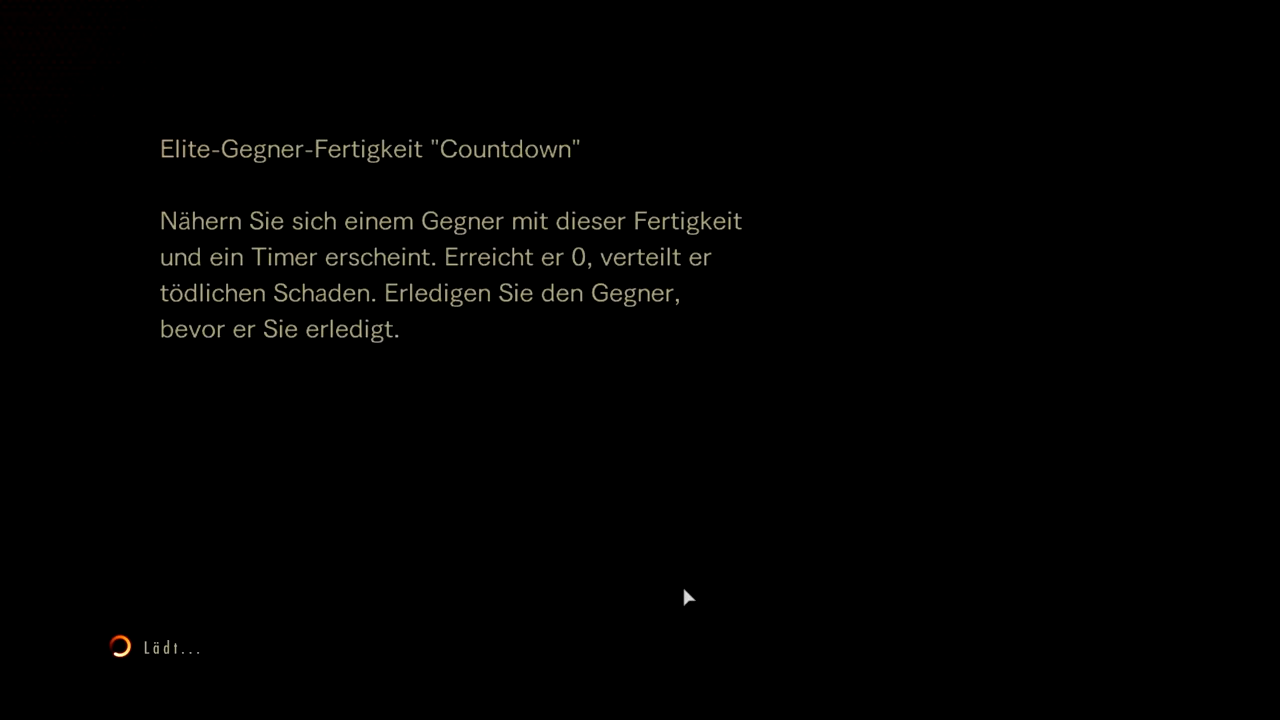 Elite-Gegner-Fertigkeit "Countdown"
Nähern Sie sich einem Gegner mit dieser Fertigkeit
und ein Timer erscheint. Erreicht er 0, verteilt er
tödlichen Schaden. Erledigen Sie den Gegner,
bevor er Sie erledigt.
Lädt...